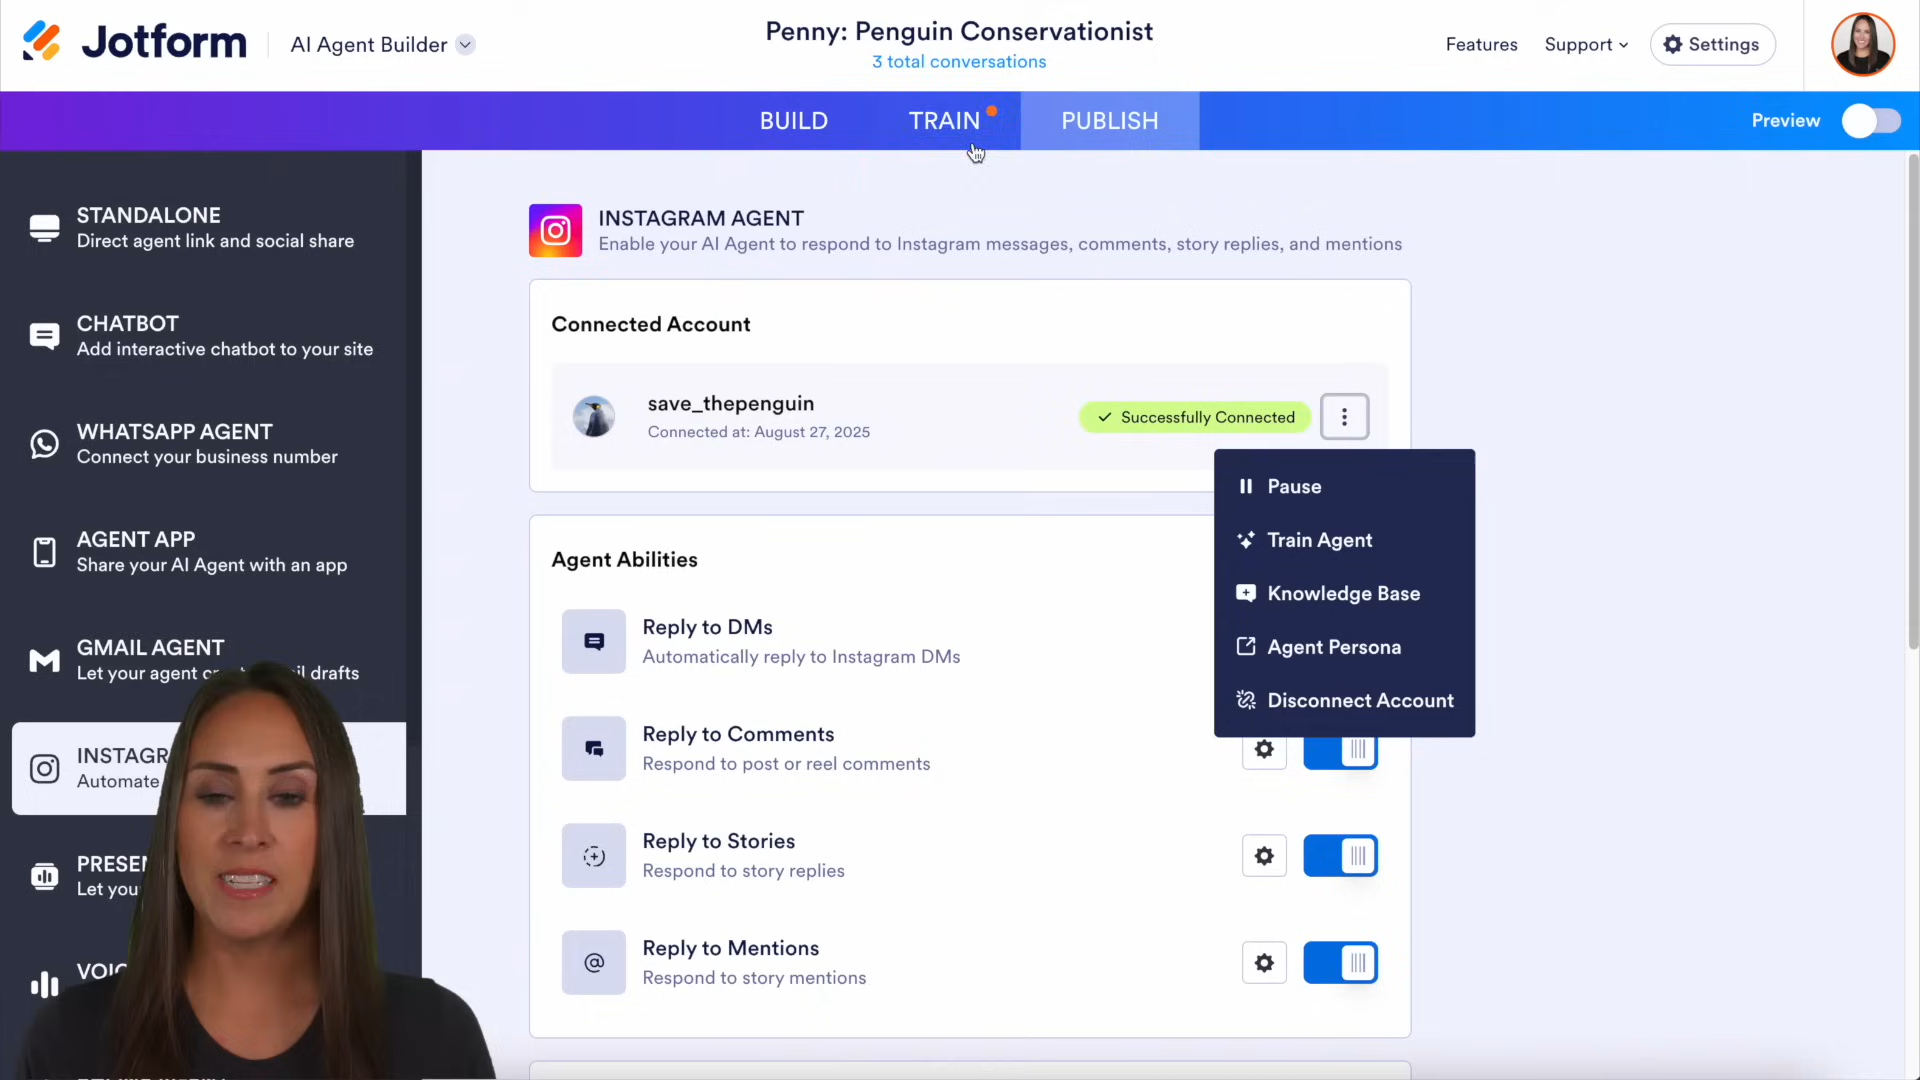 Jotform
AI Agent Builder
Penny: Penguin Conservationist
3 total conversations
Features
Support
Settings
BUILD
TRAIN
PUBLISH
Preview
STANDALONE
Direct agent link and social share
CHATBOT
Add interactive chatbot to your site
WHATSAPP AGENT
Connect your business number
AGENT APP
Share your AI Agent with an app
GMAIL AGENT
Let your agent
drafts
Automate
Let you
INSTAGRAM AGENT
Enable your AI Agent to respond to Instagram messages, comments, story replies, and mentions
Connected Account
save_thepenguin
Connected at: August 27, 2025
Successfully Connected
Pause
Train Agent
Knowledge Base
Agent Persona
Disconnect Account
Agent Abilities
Reply to DMs
Automatically reply to Instagram DMs
Reply to Comments
Respond to post or reel comments
Reply to Stories
Respond to story replies
Reply to Mentions
Respond to story mentions